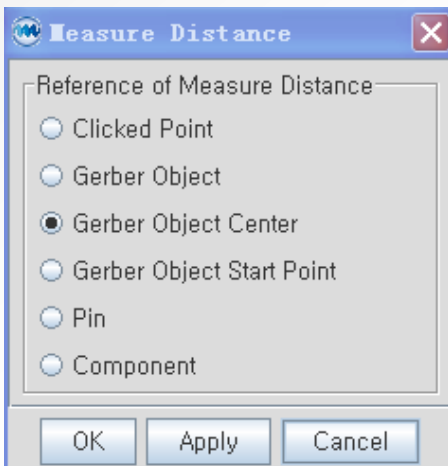 Measure Distance
Reference of Measure Distance
Clicked Point
Gerber Object
Gerber Object Center
Gerber Object Start Point
Pin
Component
OK Apply Cancel